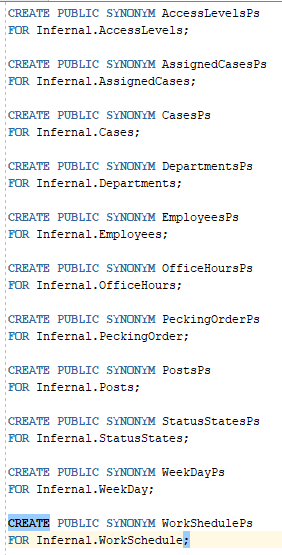 CREATE PUBLIC SYNONYM AccessLevelsPs
FOR Infernal.AccessLevels;
CREATE PUBLIC SYNONYM AssignedCasesPs
FOR Infernal.AssignedCases;
CREATE PUBLIC SYNONYM CasesPs
FOR Infernal.Cases;
CREATE PUBLIC SYNONYM DepartmentsPs
FOR Infernal.Departments;
CREATE PUBLIC SYNONYM EmployeesPs
FOR Infernal.Employees;
CREATE PUBLIC SYNONYM OfficeHoursPs
FOR Infernal.OfficeHours;
CREATE PUBLIC SYNONYM PeckingOrderPs
FOR Infernal.PeckingOrder;
CREATE PUBLIC SYNONYM PostsPs
FOR Infernal.Posts;
CREATE PUBLIC SYNONYM StatusStatesPs
FOR Infernal.StatusStates;
CREATE PUBLIC SYNONYM WeekDayPs
FOR Infernal.WeekDay;
CREATE PUBLIC SYNONYM WorkShedulePs
FOR Infernal.WorkSchedule;